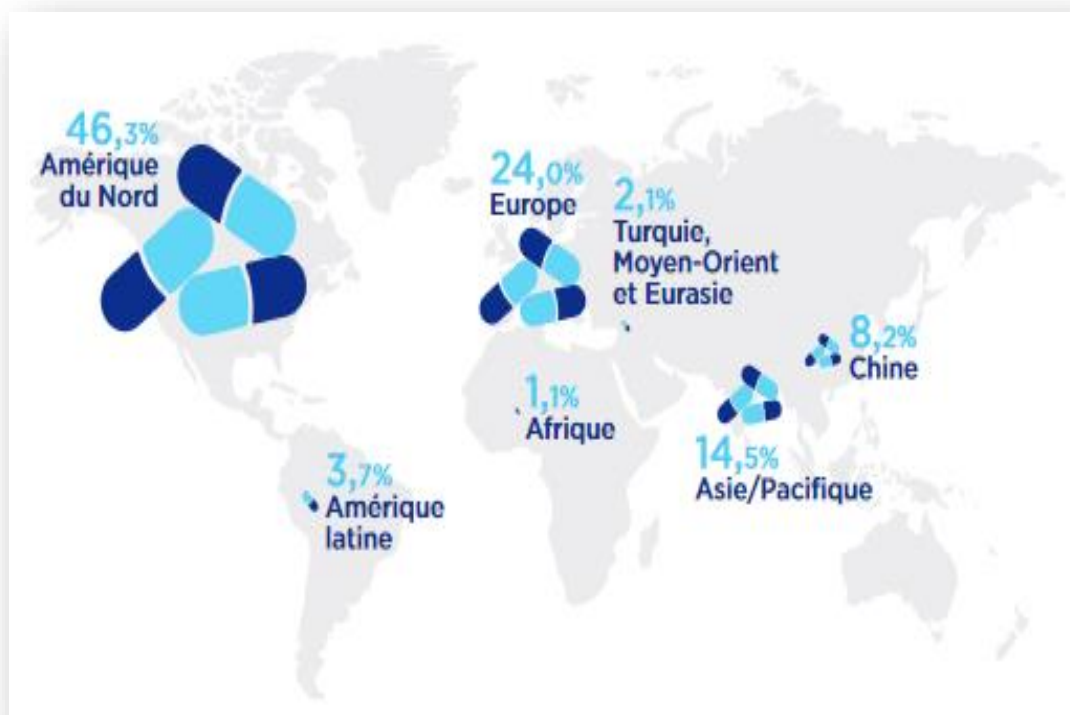 46,3%
Amérique
du Nord
24,0%
Europe
2,1%
Turquie,
Moyen-Orient
et Eurasie
8,2%
Chine
1,1%
Afrique
14,5%
Asie/Pacifique
3,7%
Amérique
latine